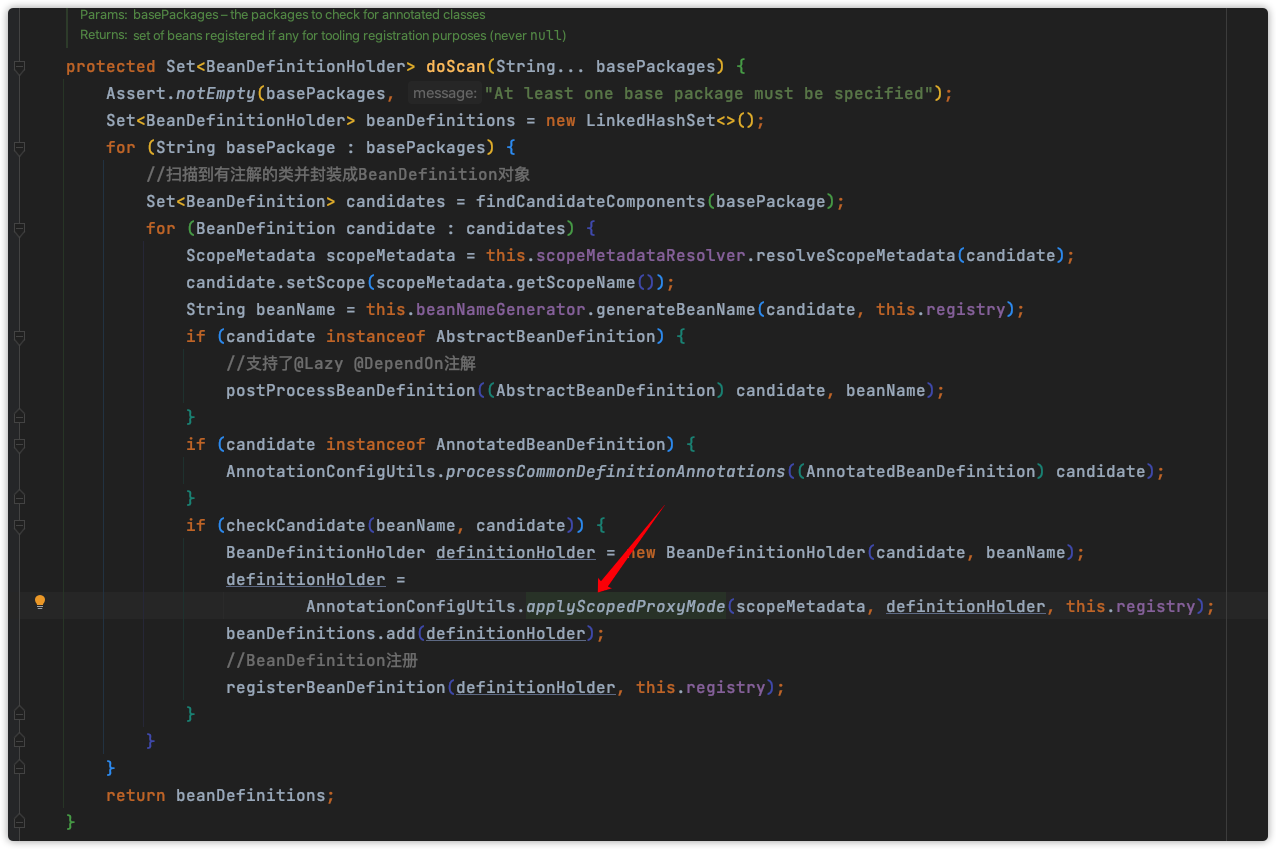 Params: basePackages – the packages to check for annotated classes
Returns: set of beans registered if any for tooling registration purposes (never null)
protected Set<BeanDefinitionHolder> doScan(String... basePackages) {
Assert.notEmpty(basePackages, message: "At least one base package must be specified");
Set<BeanDefinitionHolder> beanDefinitions = new LinkedHashSet<>();
for (String basePackage : basePackages) {
//扫描到有注解的类并封装成BeanDefinition对象
Set<BeanDefinition> candidates = findCandidateComponents(basePackage);
for (BeanDefinition candidate : candidates) {
ScopeMetadata scopeMetadata = this.scopeMetadataResolver.resolveScopeMetadata(candidate);
candidate.setScope(scopeMetadata.getScopeName());
String beanName = this.beanNameGenerator.generateBeanName(candidate, this.registry);
if (candidate instanceof AbstractBeanDefinition) {
//支持了@Lazy @DependOn注解
postProcessBeanDefinition((AbstractBeanDefinition) candidate, beanName);
}
if (candidate instanceof AnnotatedBeanDefinition) {
AnnotationConfigUtils.processCommonDefinitionAnnotations((AnnotatedBeanDefinition) candidate);
}
if (checkCandidate(beanName, candidate)) {
BeanDefinitionHolder definitionHolder = new BeanDefinitionHolder(candidate, beanName);
definitionHolder =
AnnotationConfigUtils.applyScopedProxyMode(scopeMetadata, definitionHolder, this.registry);
beanDefinitions.add(definitionHolder);
//BeanDefinition注册
registerBeanDefinition(definitionHolder, this.registry);
}
}
}
return beanDefinitions;
}